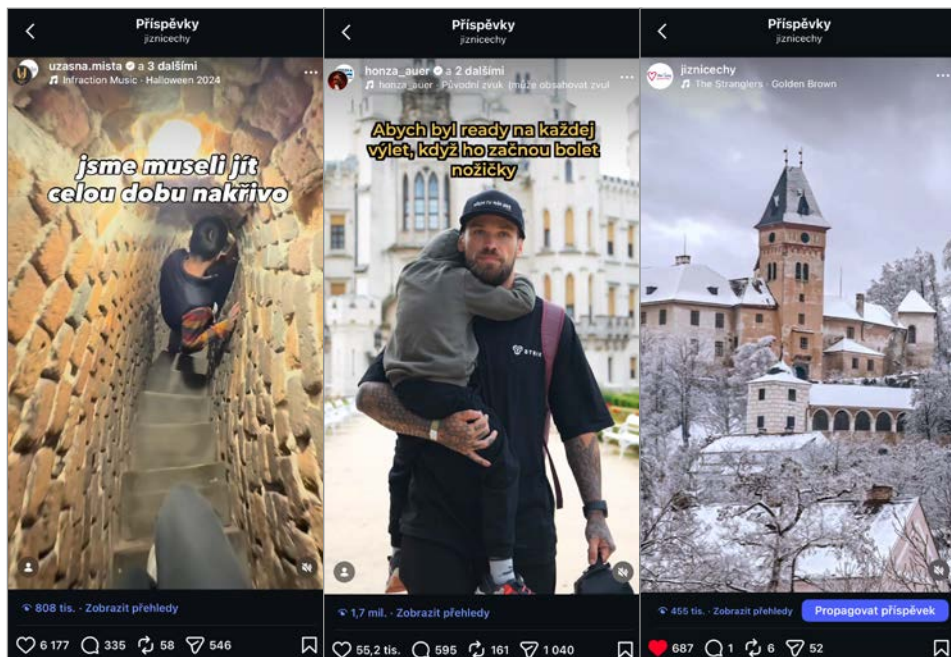 Příspěvky
jiznicechy
uzasna.mista a 3 dalšími
Infraction Music · Halloween 2024
jsme museli jít
celou dobu nakřivo
808 tis. · Zobrazit přehledy
6 177 335 58 546
Příspěvky
jiznicechy
honza_auer a 2 dalšími
honza_auer · Původní zvuk (může obsahovat zvul
Abych byl ready na každej
výlet, když ho začnou bolet
nožičky
STRIX
1,7 mil. · Zobrazit přehledy
55,2 tis. 595 161 1 040
Příspěvky
jiznicechy
jiznicechy
The Stranglers · Golden Brown
455 tis. · Zobrazit přehledy
Propagovat příspěvek
687 1 6 52